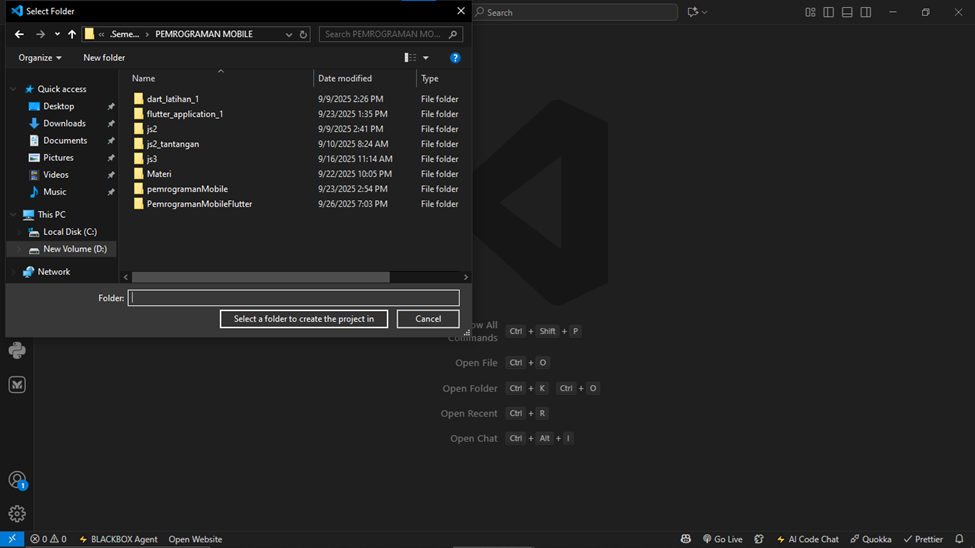 Select Folder
Search
« .Seme... > PEMROGRAMAN MOBILE
Search PEMROGRAMAN MO...
Organize
New folder
Name
Date modified
Type
Quick access
Desktop
Downloads
Documents
Pictures
Videos
Music
This PC
Local Disk (C:)
New Volume (D:)
Network
dart_latihan_1 9/9/2025 2:26 PM File folder
flutter_application_1 9/23/2025 1:35 PM File folder
js2 9/9/2025 2:41 PM File folder
js2_tantangan 9/10/2025 8:24 AM File folder
js3 9/16/2025 11:14 AM File folder
Materi 9/22/2025 10:05 PM File folder
pemrogramanMobile 9/23/2025 2:54 PM File folder
PemrogramanMobileFlutter 9/26/2025 7:03 PM File folder
Folder:
Select a folder to create the project in
Cancel
ow All
Commands Ctrl + Shift + P
Open File Ctrl + O
Open Folder Ctrl + K Ctrl + O
Open Recent Ctrl + R
Open Chat Ctrl + Alt + I
1
0 0 BLACKBOX Agent Open Website Go Live AI Code Chat Quokka Prettier